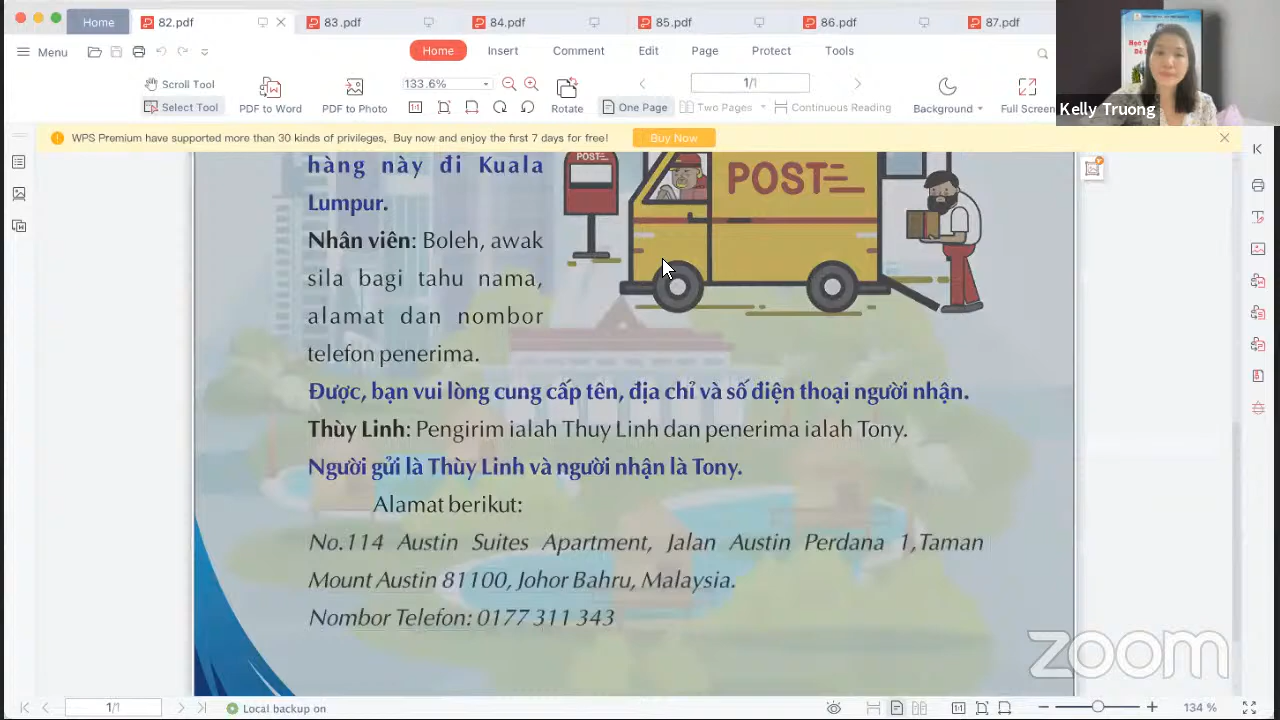 Home 82.pdf 83.pdf 84.pdf 85.pdf 86.pdf 87.pdf
Menu Home Insert Comment Edit Page Protect Tools
Scroll Tool 133.6% 1/1
Select Tool PDF to Word PDF to Photo Rotate One Page Two Pages Continuous Reading Background Full Screen
Kelly Truong
WPS Premium have supported more than 30 kinds of privileges, Buy now and enjoy the first 7 days for free! Buy Now
POST
hàng này đi Kuala
Lumpur.
POST
Nhân viên: Boleh, awak
sila bagi tahu nama,
alamat dan nombor
telefon penerima.
Được, bạn vui lòng cung cấp tên, địa chỉ và số điện thoại người nhận.
Thùy Linh: Pengirim ialah Thuy Linh dan penerima ialah Tony.
Người gửi là Thùy Linh và người nhận là Tony.
Alamat berikut:
No.114 Austin Suites Apartment, Jalan Austin Perdana 1,Taman
Mount Austin 81100, Johor Bahru, Malaysia.
Nombor Telefon: 0177 311 343
zoom
1/1 Local backup on 134 %